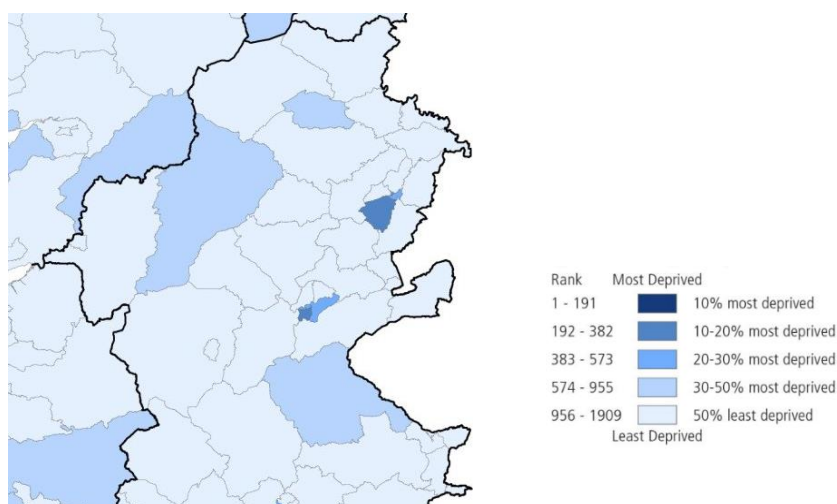 Rank Most Deprived
1 - 191 10% most deprived
192 - 382 10-20% most deprived
383 - 573 20-30% most deprived
574 - 955 30-50% most deprived
956 - 1909 50% least deprived
Least Deprived